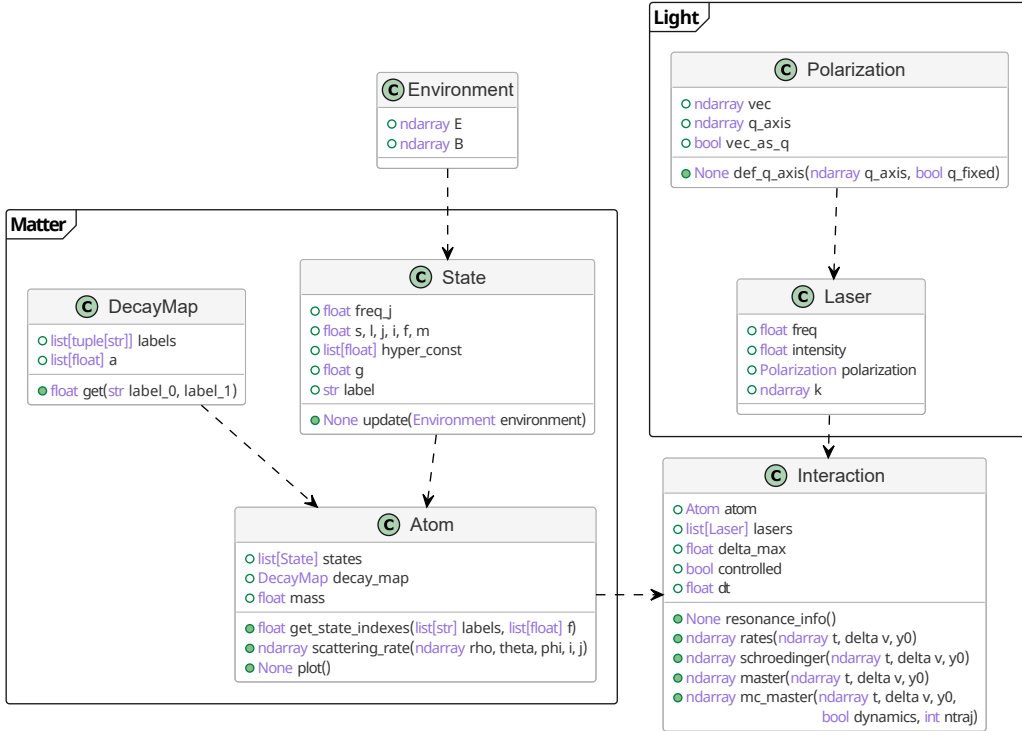 Light
C Polarization
ndarray vec
ndarray q_axis
bool vec_as_q
None def_q_axis(ndarray q_axis, bool q_fixed)
C Environment
ndarray E
ndarray B
Matter
C State
float freq_j
float s, l, j, i, f, m
list[float] hyper_const
float g
str label
None update(Environment environment)
C DecayMap
list[tuple[str]] labels
list[float] a
float get(str label_0, label_1)
C Laser
float freq
float intensity
Polarization polarization
ndarray k
C Atom
list[State] states
DecayMap decay_map
float mass
float get_state_indexes(list[str] labels, list[float] f)
ndarray scattering_rate(ndarray rho, theta, phi, i, j)
None plot()
C Interaction
Atom atom
list[Laser] lasers
float delta_max
bool controlled
float dt
None resonance_info()
ndarray rates(ndarray t, delta v, y0)
ndarray schroedinger(ndarray t, delta v, y0)
ndarray master(ndarray t, delta v, y0)
ndarray mc_master(ndarray t, delta v, y0,
bool dynamics, int ntraj)